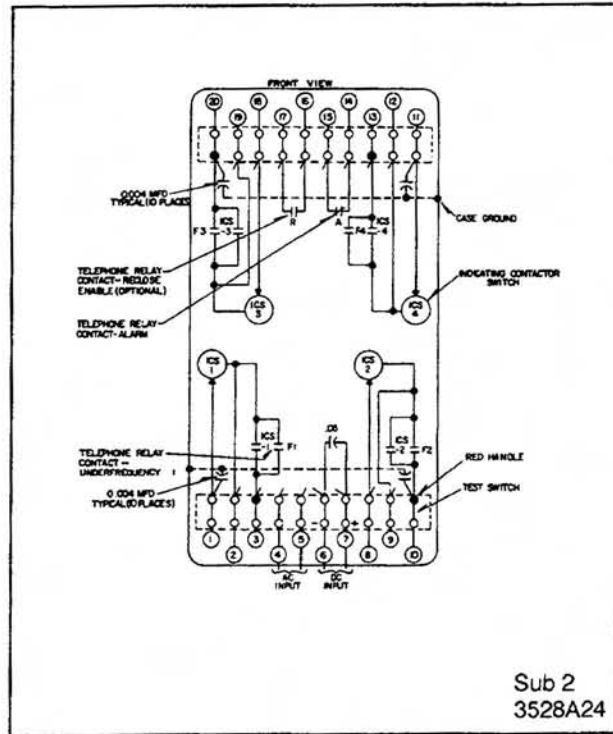 FRONT VIEW
20 18 17 16 15 14 12 11
19 13
0.004 MFD
TYPICAL (10 PLACES)
CASE GROUND
F3 ICS
-3
R A F4 ICS
-4
TELEPHONE RELAY
CONTACT-RECLOSE
ENABLE (OPTIONAL)
INDICATING CONTACTOR
SWITCH
ICS
3
ICS
4
TELEPHONE RELAY
CONTACT-ALARM
ICS
1
ICS
2
.05
TELEPHONE RELAY
CONTACT —
UNDERFREQUENCY 1
ICS
-1
F1
ICS
-2
F2
RED HANDLE
TEST SWITCH
0.004 MFD
TYPICAL (10 PLACES)
- +
1 3 4 5 6 7 8 10
2 9
AC
INPUT
DC
INPUT
Sub 2
3528A24